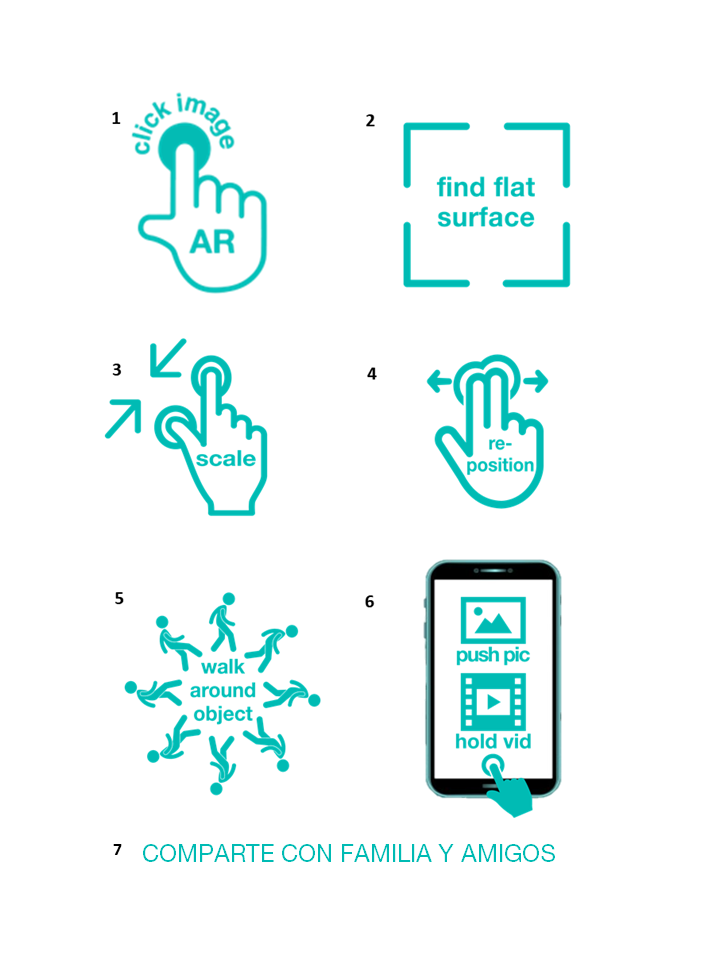 1
click image
AR
2
find flat
surface
3
scale
4
re-
position
5
walk
around
object
6
push pic
hold vid
7 COMPARTE CON FAMILIA Y AMIGOS